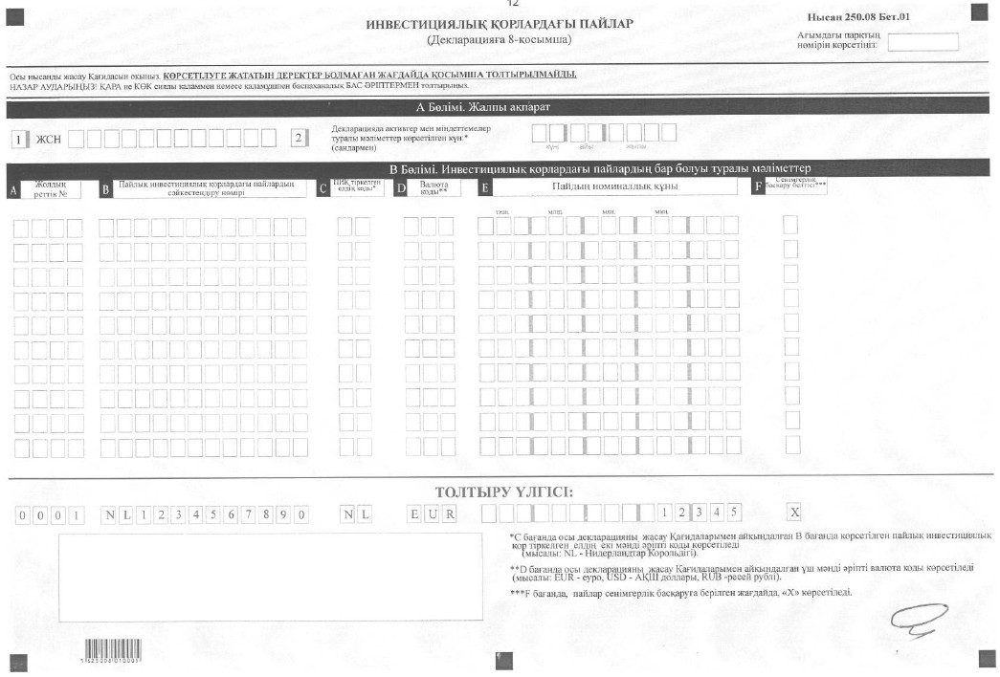 12
ИНВЕСТИЦИЯЛЫҚ ҚОРЛАРДАҒЫ ПАЙЛАР
(Декларацияға 8-қосымша)
Нысан 250.08 Бет.01
Ағымдағы парақтың
нөмірін көрсетіңіз:
Осы нысанды жасау Қағидасын оқыңыз. КӨРСЕТІЛУГЕ ЖАТАТЫН ДЕРЕКТЕР БОЛМАҒАН ЖАҒДАЙДА ҚОСЫМША ТОЛТЫРЫЛМАЙДЫ.
НАЗАР АУДАРЫҢЫЗ! ҚАРА не КӨК сиялы қаламмен немесе қаламұшпен баспаханалық БАС ӘРІПТЕРМЕН толтырыңыз.
А Бөлімі. Жалпы ақпарат
1 ЖСН
2 Декларацияда активтер мен міндеттемелер
туралы мәліметтер көрсетілген күн:*
(сандармен)
күні айы жылы
В Бөлімі. Инвестициялық қорлардағы пайлардың бар болуы туралы мәліметтер
A Жолдың
реттік №
B Пайлық инвестициялық қорлардағы пайлардың
сәйкестендіру нөмірі
C ПИҚ тіркелген
елдің коды*
D Валюта
коды**
E Пайдың номиналдық құны
F Сенімгерлік
басқару белгісі***
ТРЛН. МЛРД. МЛН. МЫҢ.
ТОЛТЫРУ ҮЛГІСІ:
0 0 0 1 N L 1 2 3 4 5 6 7 8 9 0 N L E U R 1 2 3 4 5 X
*С бағанда осы декларацияны жасау Қағидаларымен айқындалған В бағанда көрсетілген пайлық инвестициялық
қор тіркелген елдің екі мәнді әріпті коды көрсетіледі
(мысалы: NL - Нидерландтар Корольдігі).
**D бағанда осы декларацияны жасау Қағидаларымен айқындалған үш мәнді әріпті валюта коды көрсетіледі
(мысалы: EUR - еуро, USD - АҚШ доллары, RUB -ресей рублі).
***F бағанда, пайлар сенімгерлік басқаруға берілген жағдайда, «Х» көрсетіледі.